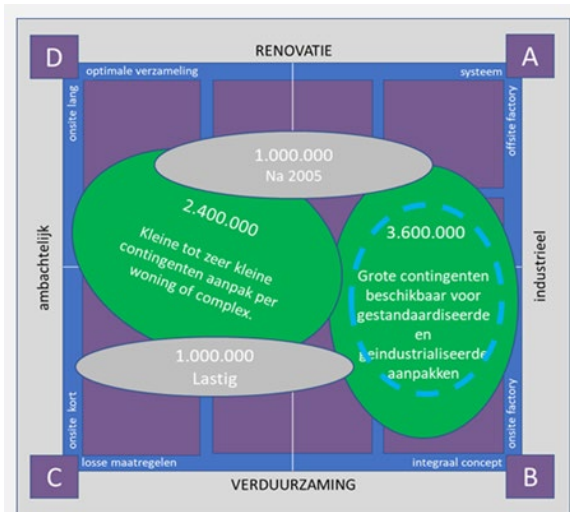 D
RENOVATIE
A
optimale verzameling
systeem
onsite lang
offsite factory
1.000.000
Na 2005
2.400.000
Kleine tot zeer kleine
contingenten aanpak per
woning of complex.
3.600.000
Grote contingenten
beschikbaar voor
gestandaardiseerde
en
geindustrialiseerde
aanpakken
ambachtelijk
industrieel
1.000.000
Lastig
onsite kort
onsite factory
losse maatregelen
integraal concept
C
VERDUURZAMING
B